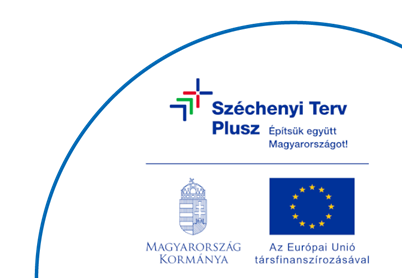 Széchenyi Terv
Plusz Építsük együtt
Magyarországot!
MAGYARORSZÁG
KORMÁNYA
Az Európai Unió
társfinanszírozásával